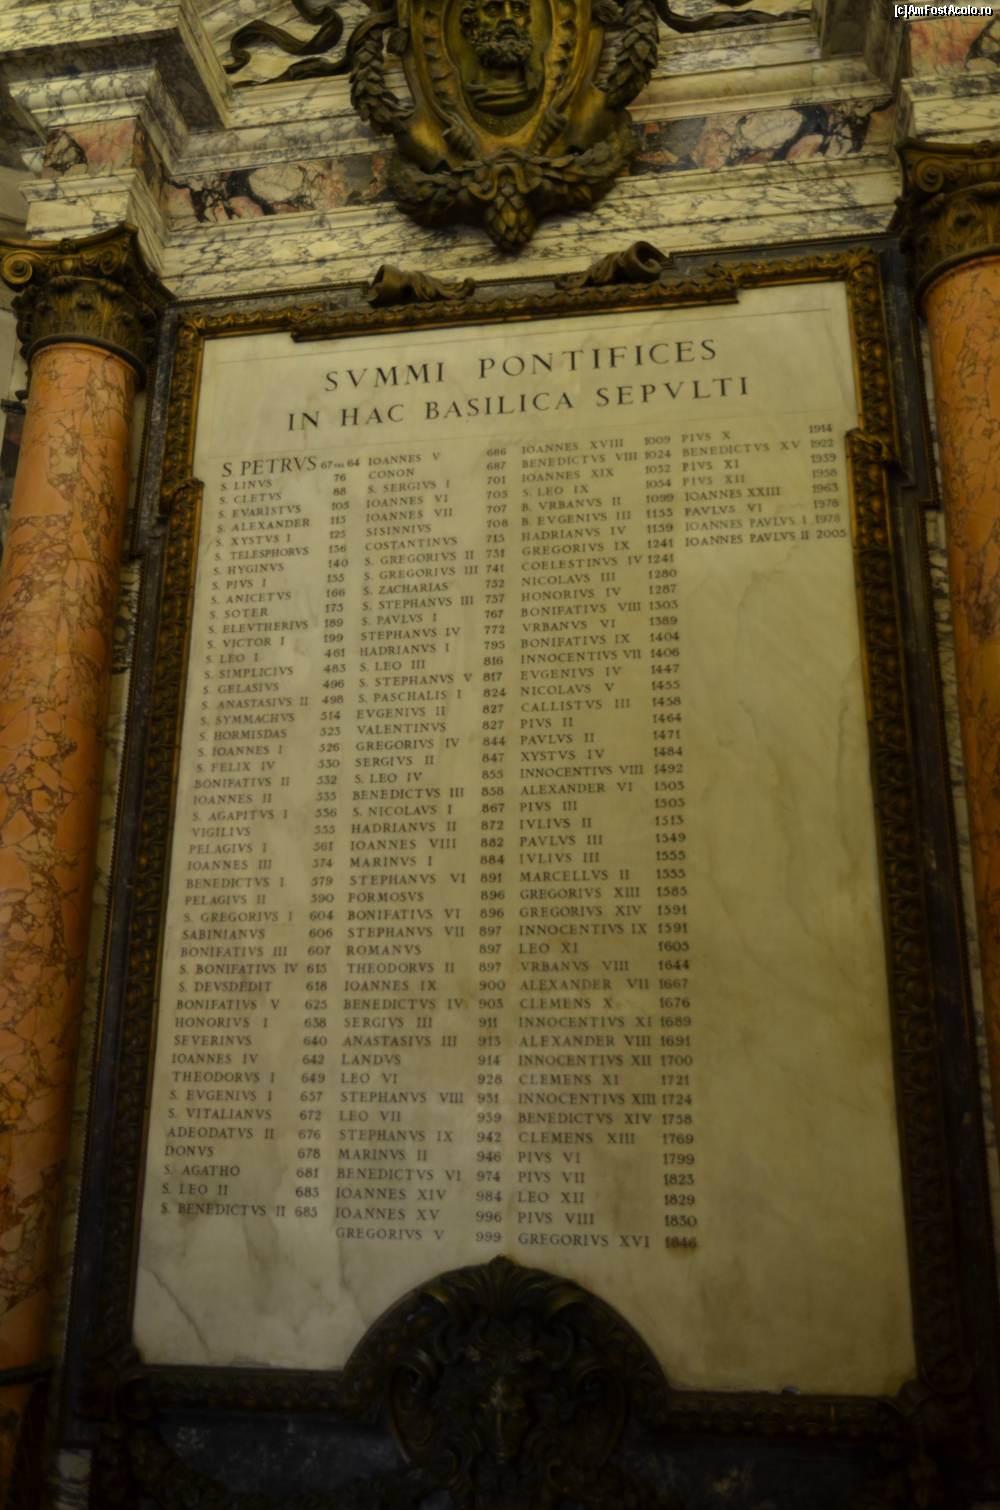 [c]AmFostAcolo.ro
SVMMI PONTIFICES
IN HAC BASILICA SEPVLTI
S PETRVS 67 64
S. LINVS 76
S. CLETVS 88
S. EVARISTVS 105
S. ALEXANDER 115
S. XYSTVS I 125
S. TELESPHORVS 136
S. HYGINVS 140
S. PIVS I 155
S. ANICETVS 166
S. SOTER 175
S. ELEVTHERIVS 189
S. VICTOR I 199
S. LEO I 461
S. SIMPLICIVS 483
S. GELASIVS 496
S. ANASTASIVS II 498
S. SYMMACHVS 514
S. HORMISDAS 523
S. IOANNES I 526
S. FELIX IV 530
BONIFATIVS II 532
IOANNES II 535
S. AGAPITVS I 536
VIGILIVS 555
PELAGIVS I 561
IOANNES III 574
BENEDICTVS I 579
PELAGIVS II 590
S. GREGORIVS I 604
SABINIANVS 606
BONIFATIVS III 607
S. BONIFATIVS IV 615
S. DEVSDEDIT 618
BONIFATIVS V 625
HONORIVS I 638
SEVERINVS 640
IOANNES IV 642
THEODORVS I 649
S. EVGENIVS I 657
S. VITALIANVS 672
ADEODATVS II 676
DONVS 678
S. AGATHO 681
S. LEO II 683
S. BENEDICTVS II 685
IOANNES V 686
CONON 687
S. SERGIVS I 701
IOANNES VI 705
IOANNES VII 707
SISINNIVS 708
COSTANTINVS 715
S. GREGORIVS II 731
S. GREGORIVS III 741
S. ZACHARIAS 752
S. STEPHANVS III 757
S. PAVLVS I 767
STEPHANVS IV 772
HADRIANVS I 795
S. LEO III 816
S. STEPHANVS V 817
S. PASCHALIS I 824
EVGENIVS II 827
VALENTINVS 827
GREGORIVS IV 844
SERGIVS II 847
S. LEO IV 855
BENEDICTVS III 858
S. NICOLAVS I 867
HADRIANVS II 872
IOANNES VIII 882
MARINVS I 884
STEPHANVS VI 891
FORMOSVS 896
BONIFATIVS VI 896
STEPHANVS VII 897
ROMANVS 897
THEODORVS II 897
IOANNES IX 900
BENEDICTVS IV 903
SERGIVS III 911
ANASTASIVS III 913
LANDVS 914
LEO VI 928
STEPHANVS VIII 931
LEO VII 939
STEPHANVS IX 942
MARINVS II 946
BENEDICTVS VI 974
IOANNES XIV 984
IOANNES XV 996
GREGORIVS V 999
IOANNES XVIII 1009
BENEDICTVS VIII 1024
IOANNES XIX 1032
S. LEO IX 1054
B. VRBANVS II 1099
B. EVGENIVS III 1153
HADRIANVS IV 1159
GREGORIVS IX 1241
COELESTINVS IV 1241
NICOLAVS III 1280
HONORIVS IV 1287
BONIFATIVS VIII 1303
VRBANVS VI 1389
BONIFATIVS IX 1404
INNOCENTIVS VII 1406
EVGENIVS IV 1447
NICOLAVS V 1455
CALLISTVS III 1458
PIVS II 1464
PAVLVS II 1471
XYSTVS IV 1484
INNOCENTIVS VIII 1492
ALEXANDER VI 1503
PIVS III 1503
IVLIVS II 1513
PAVLVS III 1549
IVLIVS III 1555
MARCELLVS II 1555
GREGORIVS XIII 1585
GREGORIVS XIV 1591
INNOCENTIVS IX 1591
LEO XI 1605
VRBANVS VIII 1644
ALEXANDER VII 1667
CLEMENS X 1676
INNOCENTIVS XI 1689
ALEXANDER VIII 1691
INNOCENTIVS XII 1700
CLEMENS XI 1721
INNOCENTIVS XIII 1724
BENEDICTVS XIV 1758
CLEMENS XIII 1769
PIVS VI 1799
PIVS VII 1823
LEO XII 1829
PIVS VIII 1830
GREGORIVS XVI 1846
PIVS X 1914
BENEDICTVS XV 1922
PIVS XI 1939
PIVS XII 1958
IOANNES XXIII 1963
PAVLVS VI 1978
IOANNES PAVLVS I 1978
IOANNES PAVLVS II 2005